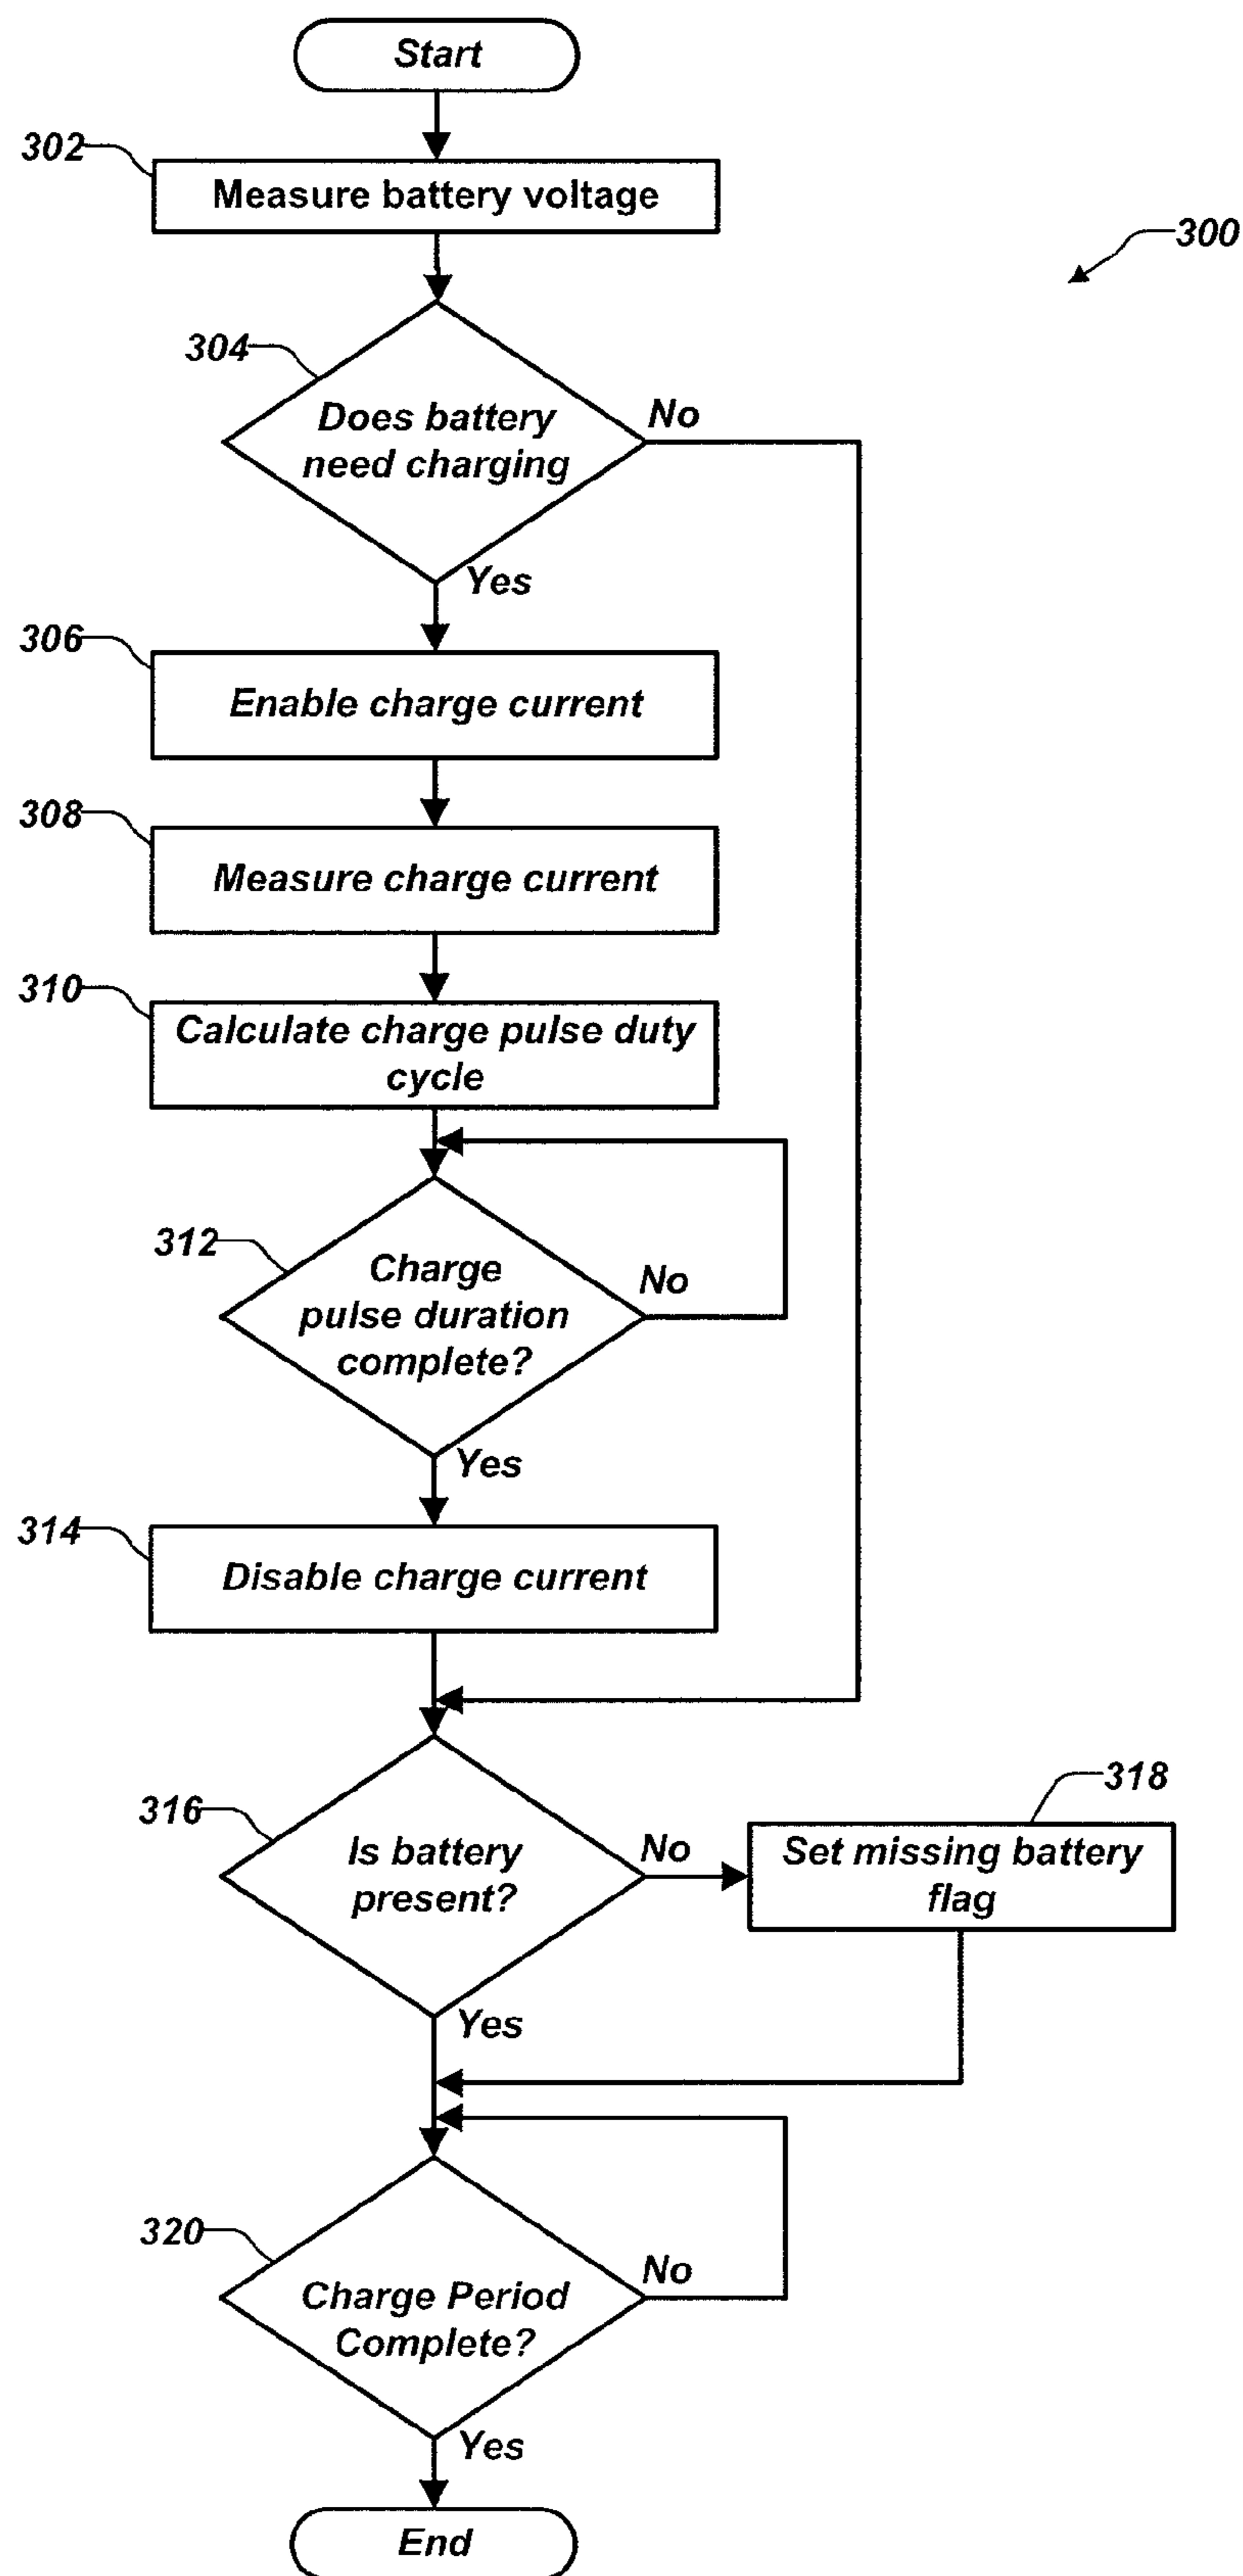 Start
302
Measure battery voltage
300
304
Does battery
need charging
No
Yes
306
Enable charge current
308
Measure charge current
310
Calculate charge pulse duty
cycle
312
Charge
pulse duration
complete?
No
Yes
314
Disable charge current
316
Is battery
present?
No
318
Set missing battery
flag
Yes
320
Charge Period
Complete?
No
Yes
End